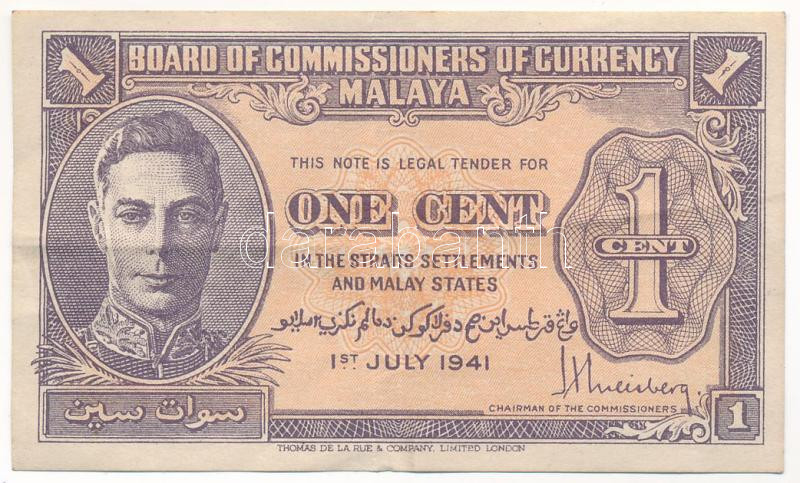 1 BOARD OF COMMISSIONERS OF CURRENCY 1
MALAYA
THIS NOTE IS LEGAL TENDER FOR
ONE CENT
1
CENT
darabanth
IN THE STRAITS SETTLEMENTS
AND MALAY STATES
1ST JULY 1941
CHAIRMAN OF THE COMMISSIONERS
سوات سين
1
THOMAS DE LA RUE & COMPANY, LIMITED LONDON